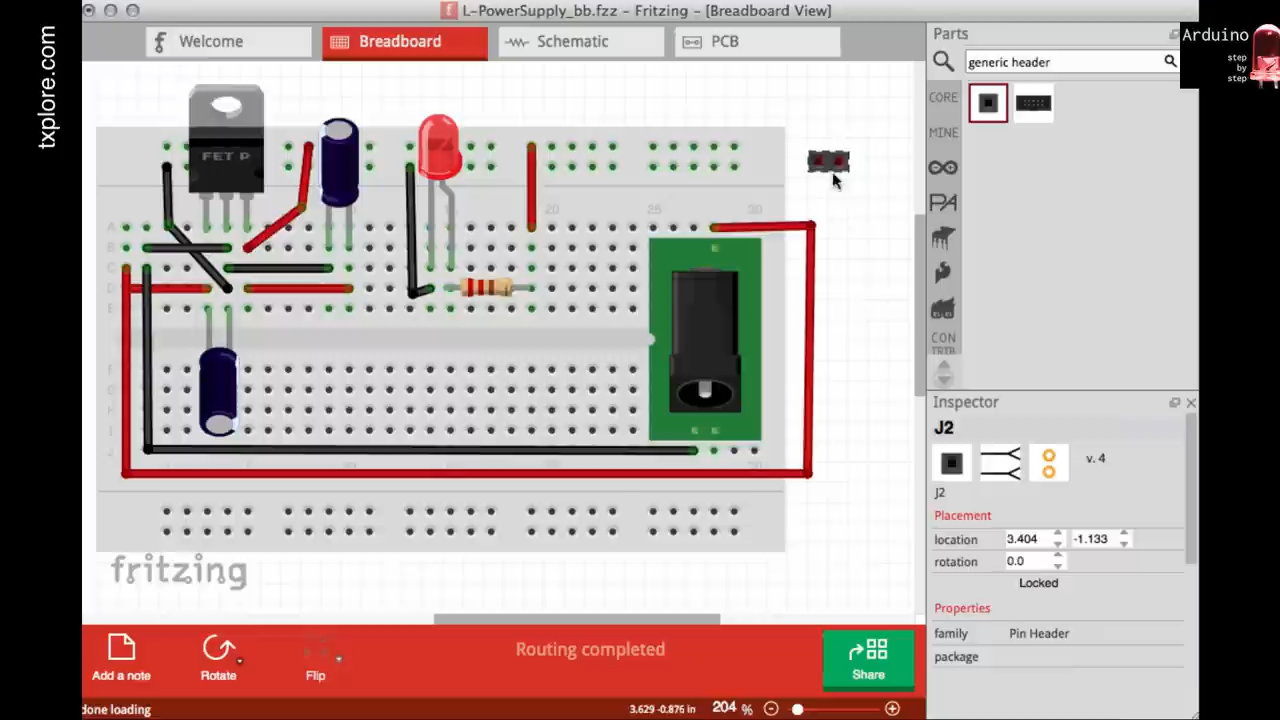 L-PowerSupply_bb.fzz - Fritzing - [Breadboard View]
txplore.com
Welcome
Breadboard
Schematic
PCB
Parts
generic header
Arduino
step
by
step
CORE
MINE
CON
TRIB
FET P
20
25
30
A
B
C
D
E
F
G
H
I
J
30
fritzing
Inspector
J2
v. 4
J2
Placement
location
3.404
-1.133
rotation
0.0
Locked
Properties
family
Pin Header
package
Add a note
Rotate
Flip
Routing completed
Share
done loading
3.629 -0.876 in
204 %